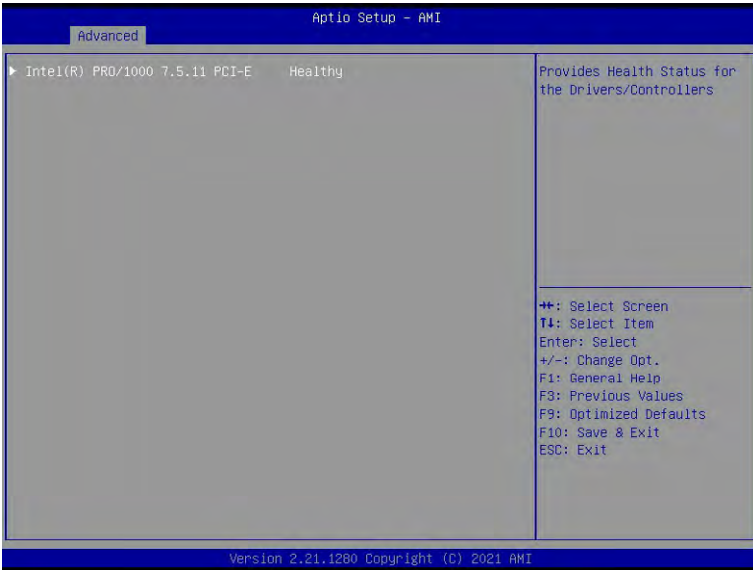 Aptio Setup – AMI
Advanced
▶ Intel(R) PRO/1000 7.5.11 PCI-E Healthy
Provides Health Status for
the Drivers/Controllers
→←: Select Screen
↑↓: Select Item
Enter: Select
+/-: Change Opt.
F1: General Help
F3: Previous Values
F9: Optimized Defaults
F10: Save & Exit
ESC: Exit
Version 2.21.1280 Copyright (C) 2021 AMI